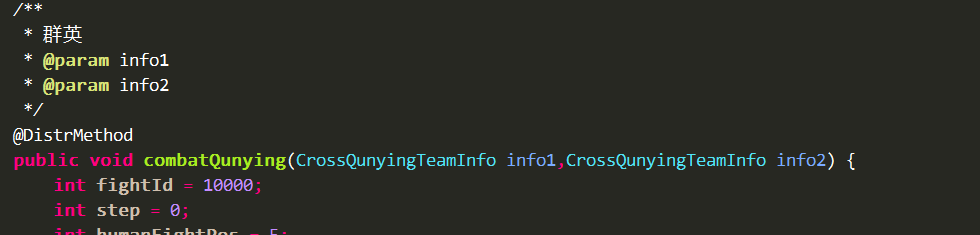 /**
* 群英
* @param info1
* @param info2
*/
@DistrMethod
public void combatQunying(CrossQunyingTeamInfo info1,CrossQunyingTeamInfo info2) {
int fightId = 10000;
int step = 0;
int humanFightPos = 5;